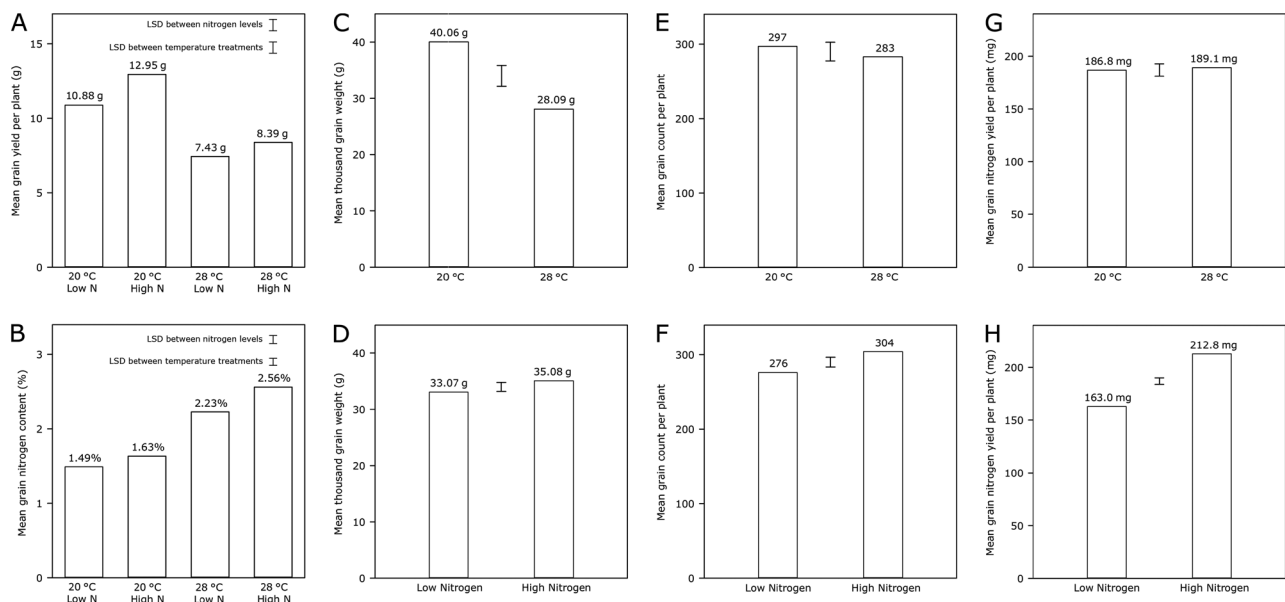 A
LSD between nitrogen levels
LSD between temperature treatments
Mean grain yield per plant (g)
15
10
5
0
10.88 g
12.95 g
7.43 g
8.39 g
20 °C
Low N
20 °C
High N
28 °C
Low N
28 °C
High N
C
Mean thousand grain weight (g)
40
30
20
10
0
40.06 g
28.09 g
20 °C
28 °C
E
Mean grain count per plant
300
200
100
0
297
283
20 °C
28 °C
G
Mean grain nitrogen yield per plant (mg)
200
150
100
50
0
186.8 mg
189.1 mg
20 °C
28 °C
B
LSD between nitrogen levels
LSD between temperature treatments
Mean grain nitrogen content (%)
3
2
1
0
1.49%
1.63%
2.23%
2.56%
20 °C
Low N
20 °C
High N
28 °C
Low N
28 °C
High N
D
Mean thousand grain weight (g)
40
30
20
10
0
33.07 g
35.08 g
Low Nitrogen
High Nitrogen
F
Mean grain count per plant
300
200
100
0
276
304
Low Nitrogen
High Nitrogen
H
Mean grain nitrogen yield per plant (mg)
200
150
100
50
0
163.0 mg
212.8 mg
Low Nitrogen
High Nitrogen